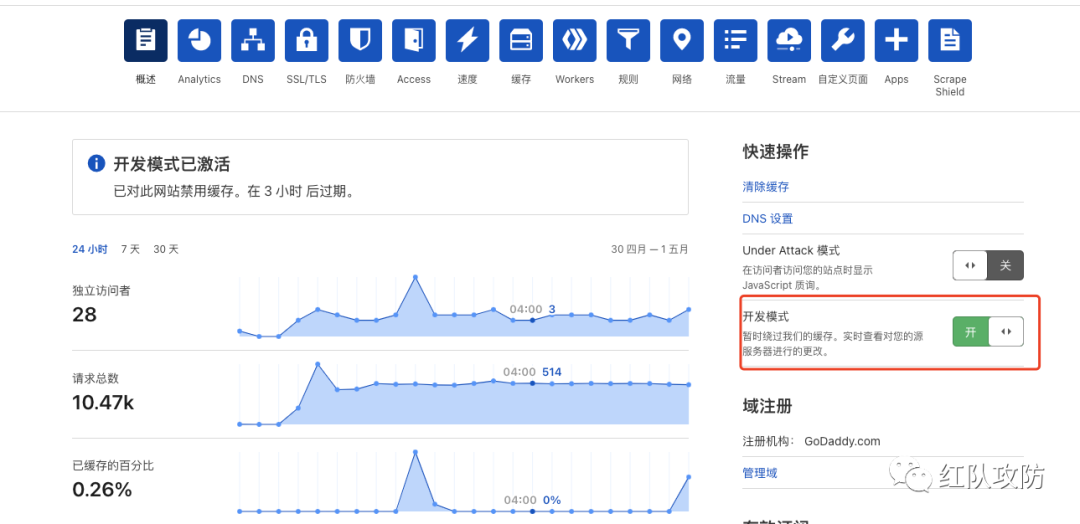 概述
Analytics
DNS
SSL/TLS
防火墙
Access
速度
缓存
Workers
规则
网络
流量
Stream
自定义页面
Apps
Scrape
Shield
开发模式已激活
已对此网站禁用缓存。在 3 小时 后过期。
24 小时 7 天 30 天
30 四月 — 1 五月
独立访问者
28
04:00 3
请求总数
10.47k
04:00 514
已缓存的百分比
0.26%
04:00 0%
快速操作
清除缓存
DNS 设置
Under Attack 模式
在访问者访问您的站点时显示
JavaScript 质询。
关
开发模式
暂时绕过我们的缓存。实时查看对您的源
服务器进行的更改。
开
域注册
注册机构： GoDaddy.com
管理域
红队攻防